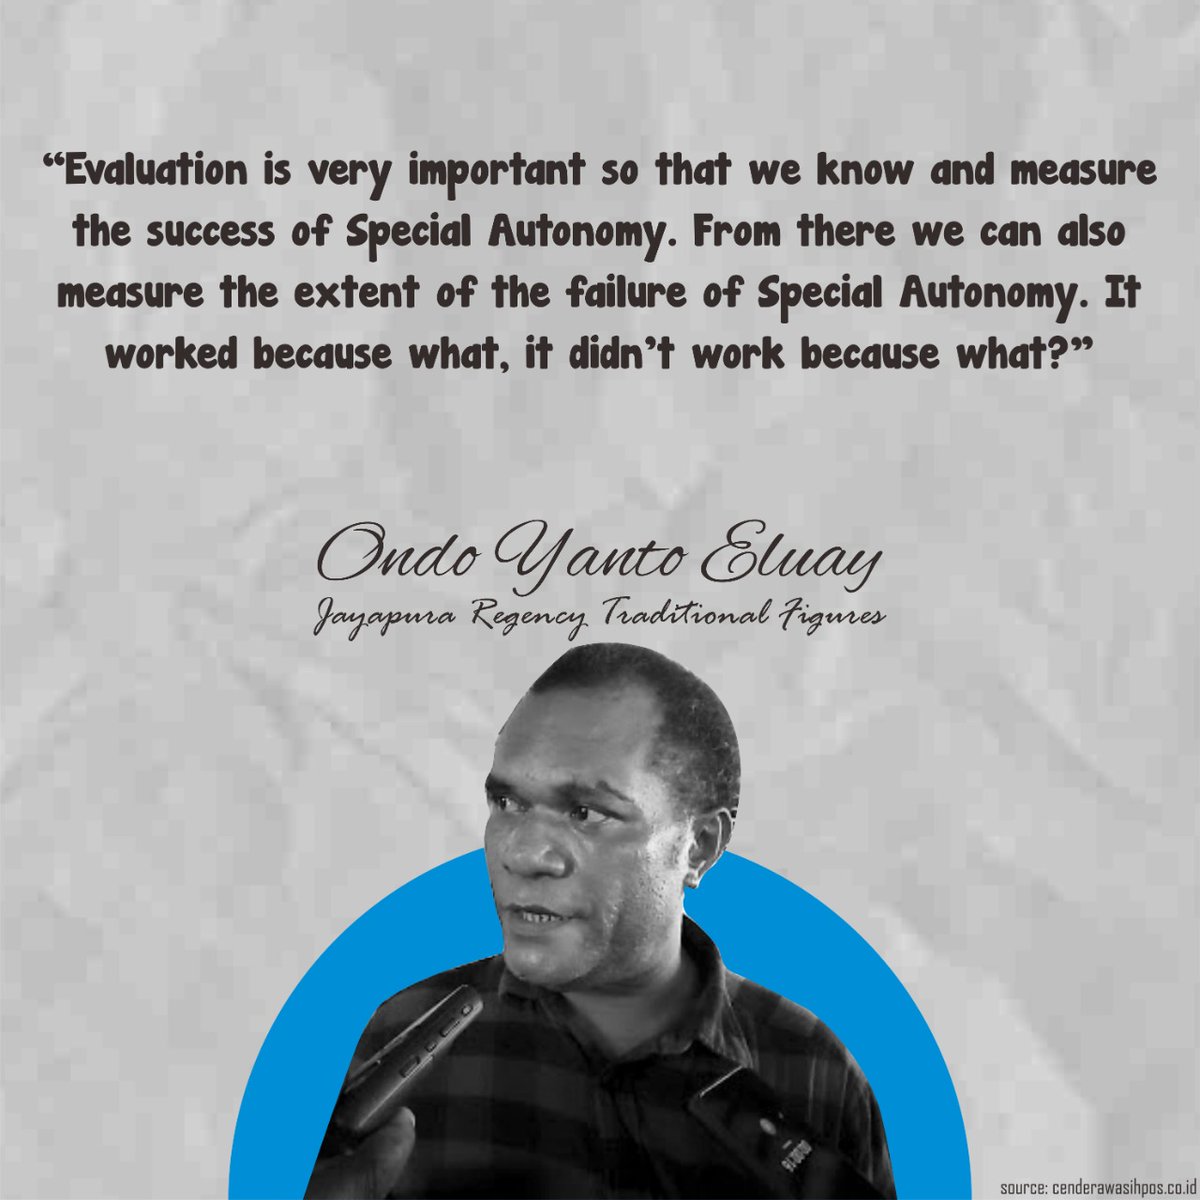 “Evaluation is very important so that we know and measure
the success of Special Autonomy. From there we can also
measure the extent of the failure of Special Autonomy. It
worked because what, it didn’t work because what?”
Ondo Yanto Eluay
Jayapura Regency Traditional Figures
source: cenderawasihpos.co.id